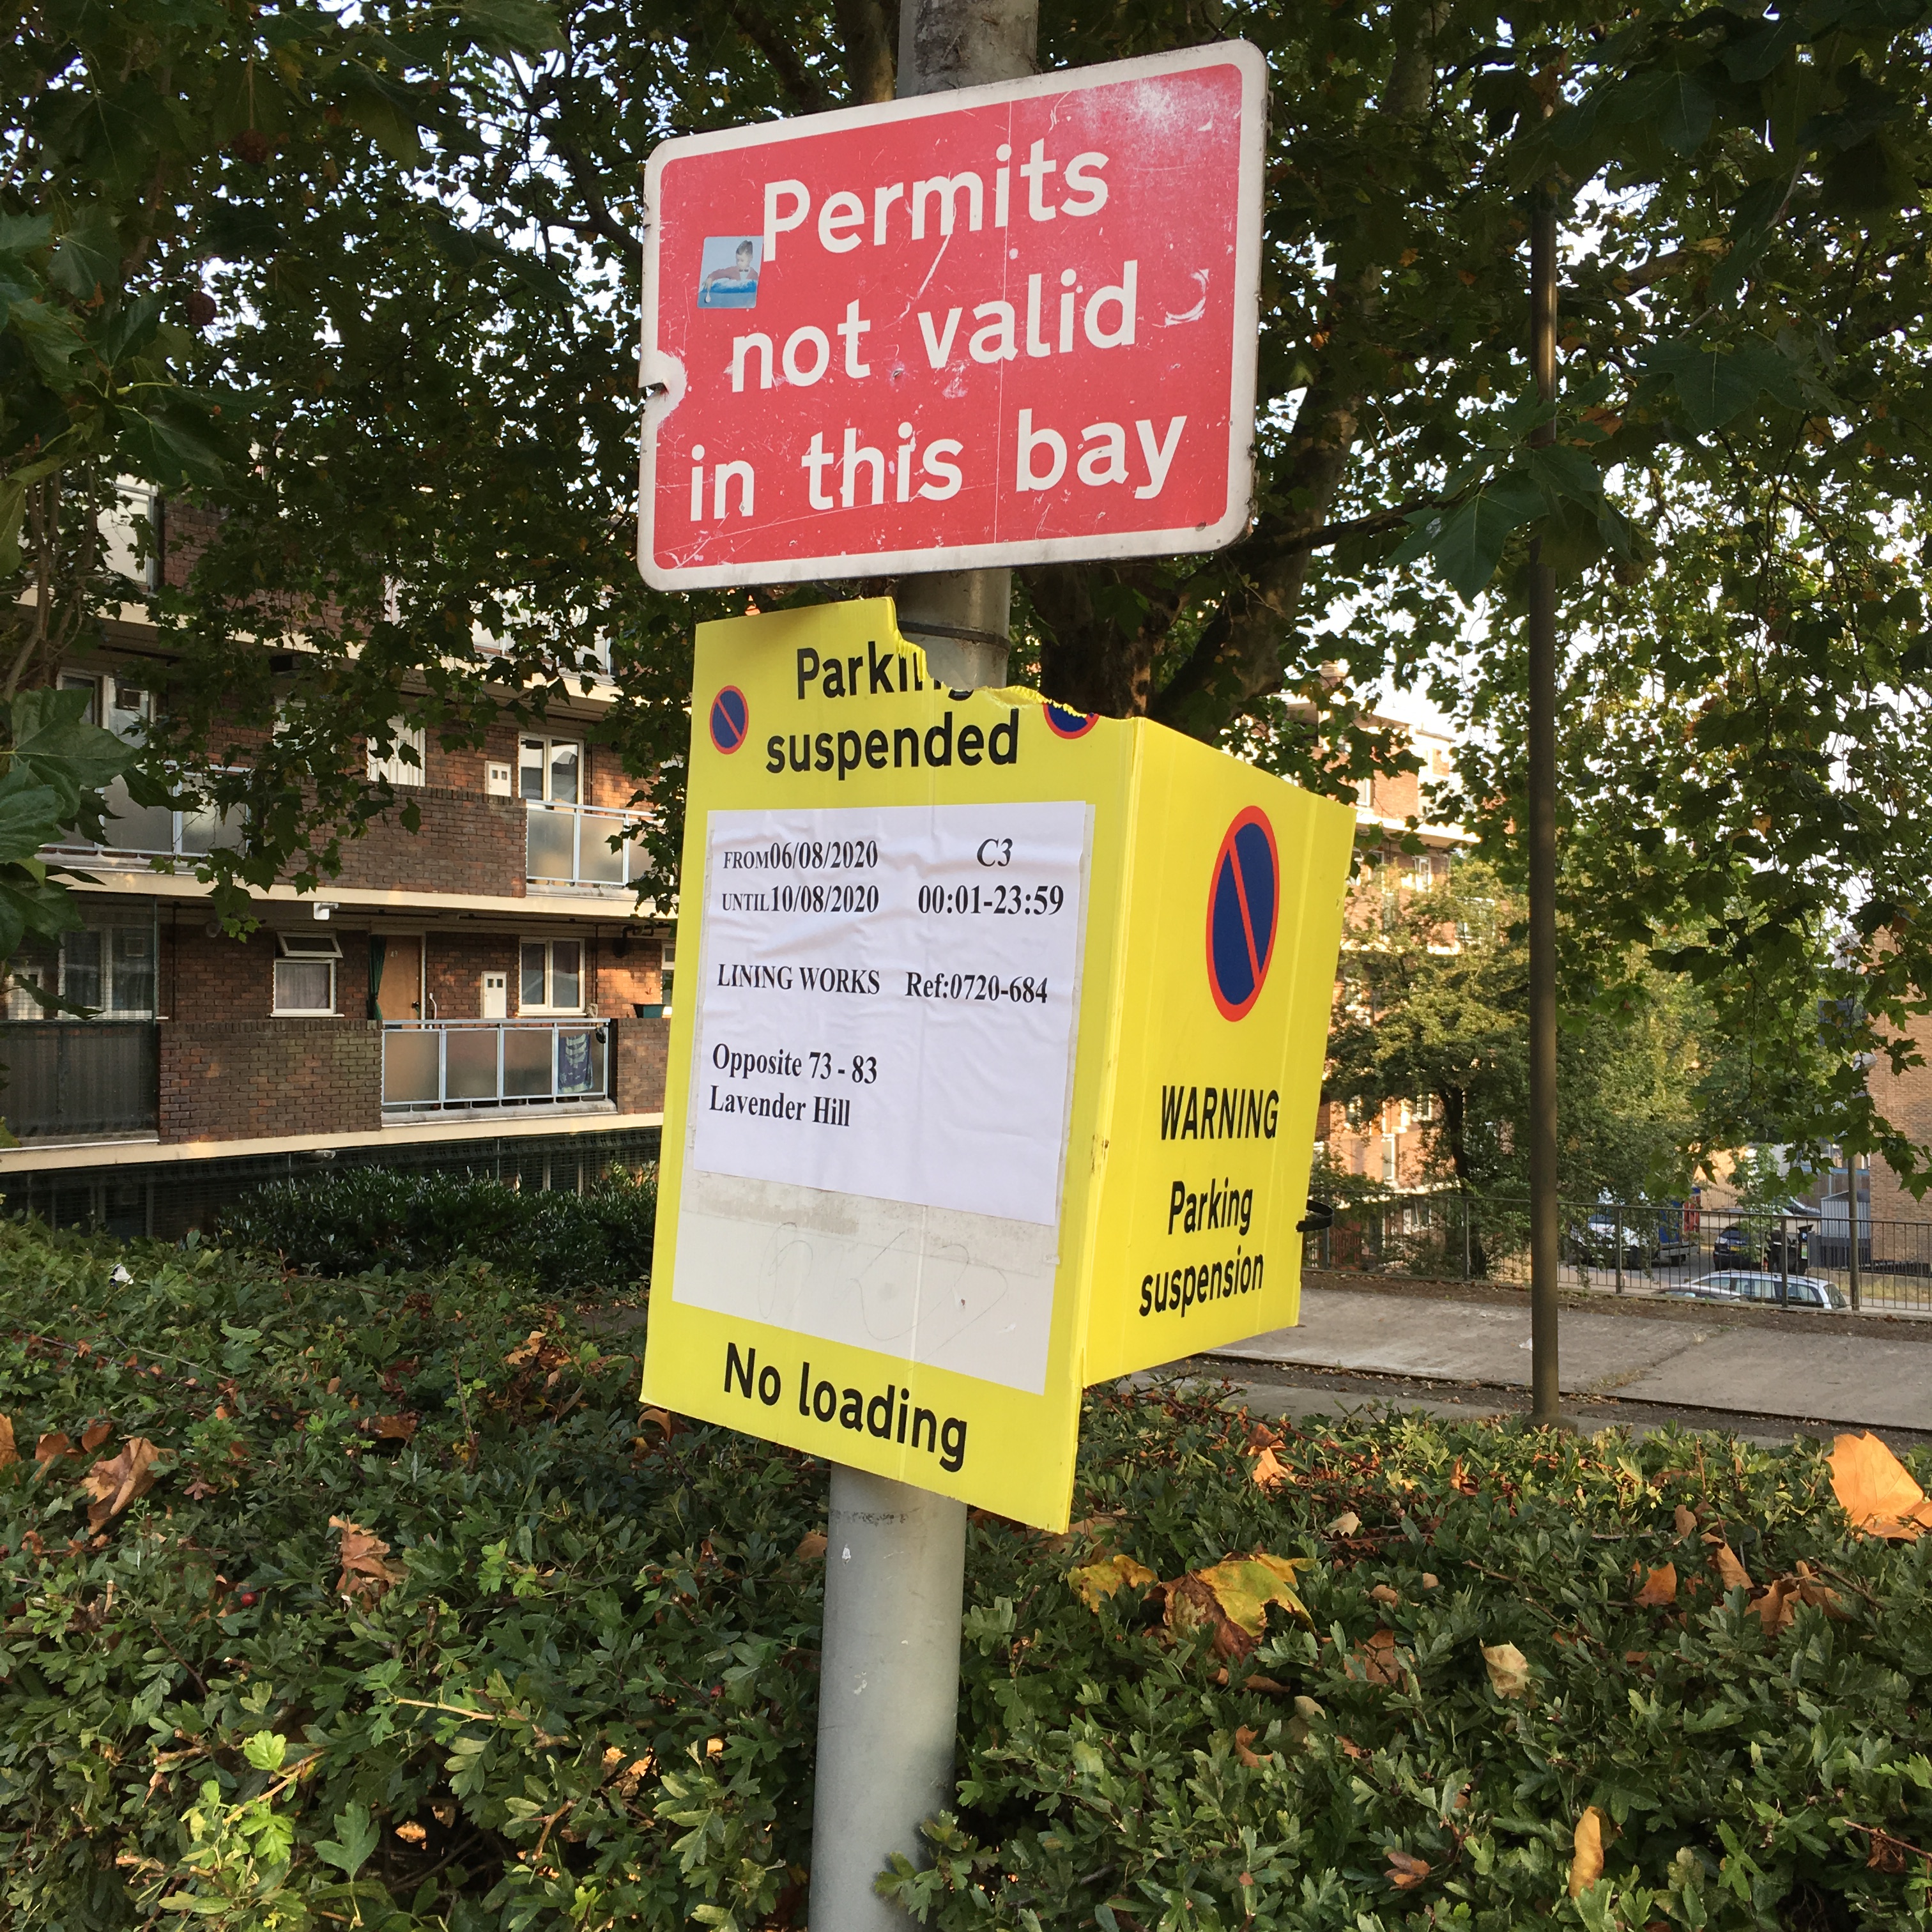 Permits
not valid
in this bay
Parking
suspended
FROM06/08/2020 C3
UNTIL10/08/2020 00:01-23:59
LINING WORKS Ref:0720-684
Opposite 73 - 83
Lavender Hill
No loading
WARNING
Parking
suspension